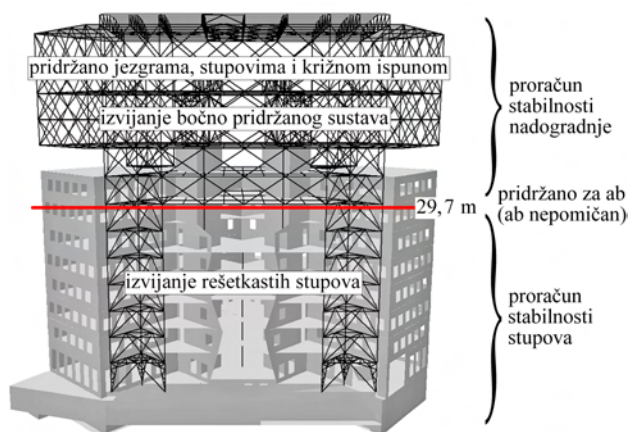 pridržano jezgrama, stupovima i križnom ispunom
izvijanje bočno pridržanog sustava
proračun
stabilnosti
nadogradnje
pridržano za ab
(ab nepomičan)
29,7 m
izvijanje rešetkastih stupova
proračun
stabilnosti
stupova